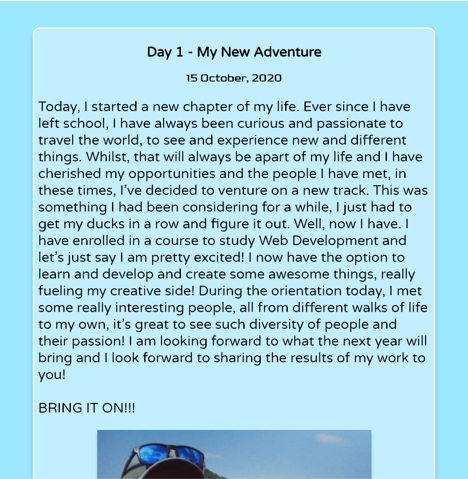 Day 1 - My New Adventure
15 October, 2020
Today, I started a new chapter of my life. Ever since I have
left school, I have always been curious and passionate to
travel the world, to see and experience new and different
things. Whilst, that will always be apart of my life and I have
cherished my opportunities and the people I have met, in
these times, I've decided to venture on a new track. This was
something I had been considering for a while, I just had to
get my ducks in a row and figure it out. Well, now I have. I
have enrolled in a course to study Web Development and
let's just say I am pretty excited! I now have the option to
learn and develop and create some awesome things, really
fueling my creative side! During the orientation today, I met
some really interesting people, all from different walks of life
to my own, it's great to see such diversity of people and
their passion! I am looking forward to what the next year will
bring and I look forward to sharing the results of my work to
you!
BRING IT ON!!!